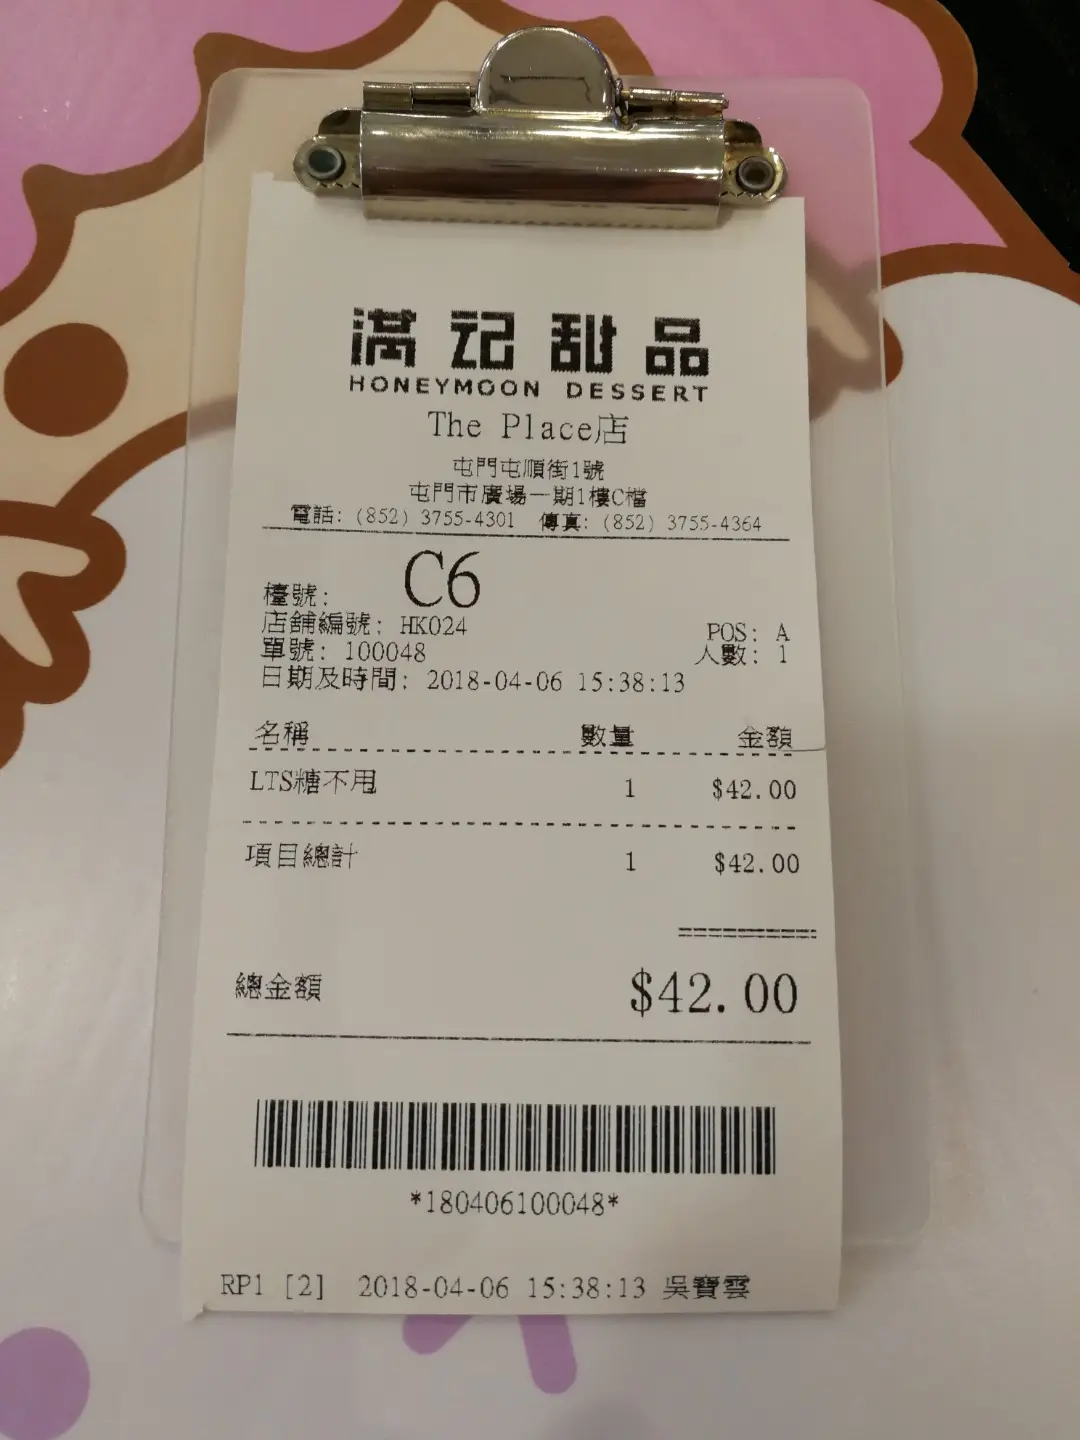 满记甜品
HONEYMOON DESSERT
The Place店
屯門屯順街1號
屯門市廣場一期1樓C檔
電話: (852) 3755-4301 傳真: (852) 3755-4364
檯號: C6
店舖編號: HK024 POS: A
單號: 100048 人數: 1
日期及時間: 2018-04-06 15:38:13
名稱 數量 金額
LTS糖不甩 1 $42.00
項目總計 1 $42.00
總金額 $42.00
*180406100048*
RP1 [2] 2018-04-06 15:38:13 吳寶雲